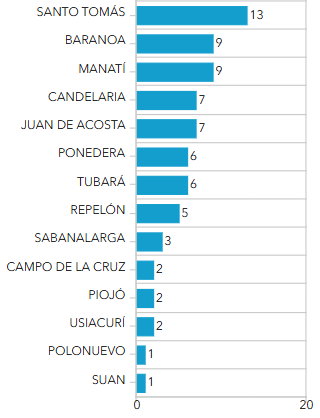 SANTO TOMÁS 13
BARANOA 9
MANATÍ 9
CANDELARIA 7
JUAN DE ACOSTA 7
PONEDERA 6
TUBARÁ 6
REPELÓN 5
SABANALARGA 3
CAMPO DE LA CRUZ 2
PIOJÓ 2
USIACURÍ 2
POLONUEVO 1
SUAN 1
0 20